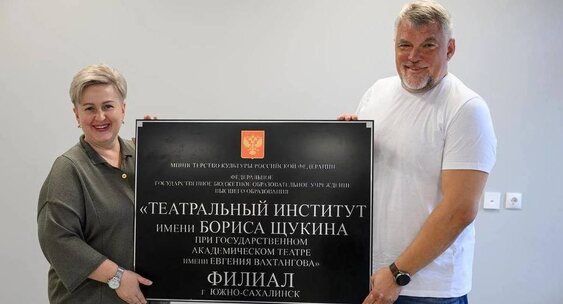 МИНИСТЕРСТВО КУЛЬТУРЫ РОССИЙСКОЙ ФЕДЕРАЦИИ
ФЕДЕРАЛЬНОЕ
ГОСУДАРСТВЕННОЕ БЮДЖЕТНОЕ ОБРАЗОВАТЕЛЬНОЕ УЧРЕЖДЕНИЕ
ВЫСШЕГО ОБРАЗОВАНИЯ
«ТЕАТРАЛЬНЫЙ ИНСТИТУТ
ИМЕНИ БОРИСА ЩУКИНА
ПРИ ГОСУДАРСТВЕННОМ
АКАДЕМИЧЕСКОМ ТЕАТРЕ
ИМЕНИ ЕВГЕНИЯ ВАХТАНГОВА»
ФИЛИАЛ
Г. ЮЖНО-САХАЛИНСК